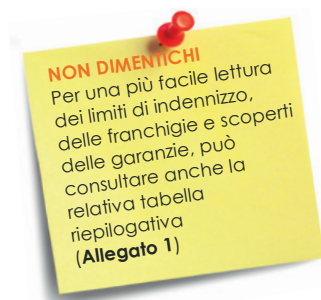 NON DIMENTICHI
Per una più facile lettura
dei limiti di indennizzo,
delle franchigie e scoperti
delle garanzie, può
consultare anche la
relativa tabella
riepilogativa
(Allegato 1)